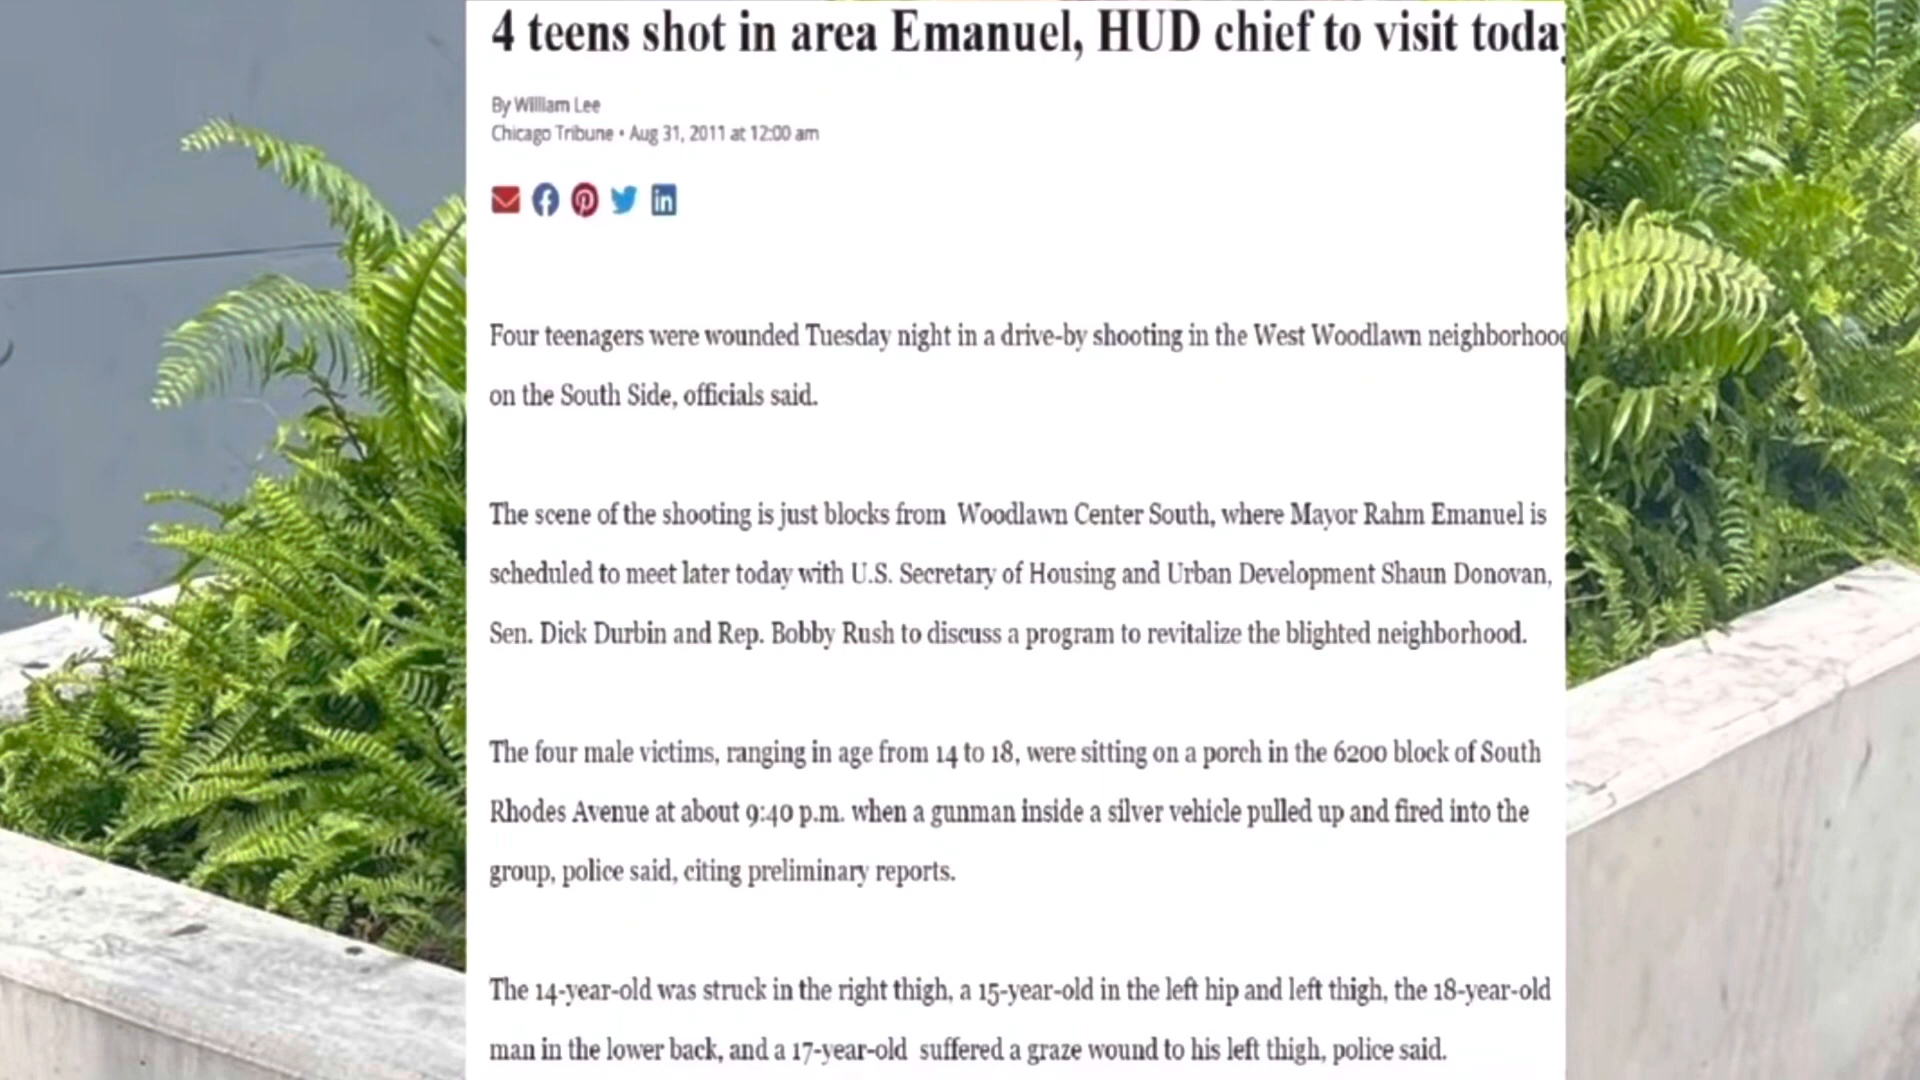 4 teens shot in area Emanuel, HUD chief to visit today
By William Lee
Chicago Tribune • Aug 31, 2011 at 12:00 am
Four teenagers were wounded Tuesday night in a drive-by shooting in the West Woodlawn neighborhood
on the South Side, officials said.
The scene of the shooting is just blocks from Woodlawn Center South, where Mayor Rahm Emanuel is
scheduled to meet later today with U.S. Secretary of Housing and Urban Development Shaun Donovan,
Sen. Dick Durbin and Rep. Bobby Rush to discuss a program to revitalize the blighted neighborhood.
The four male victims, ranging in age from 14 to 18, were sitting on a porch in the 6200 block of South
Rhodes Avenue at about 9:40 p.m. when a gunman inside a silver vehicle pulled up and fired into the
group, police said, citing preliminary reports.
The 14-year-old was struck in the right thigh, a 15-year-old in the left hip and left thigh, the 18-year-old
man in the lower back, and a 17-year-old suffered a graze wound to his left thigh, police said.